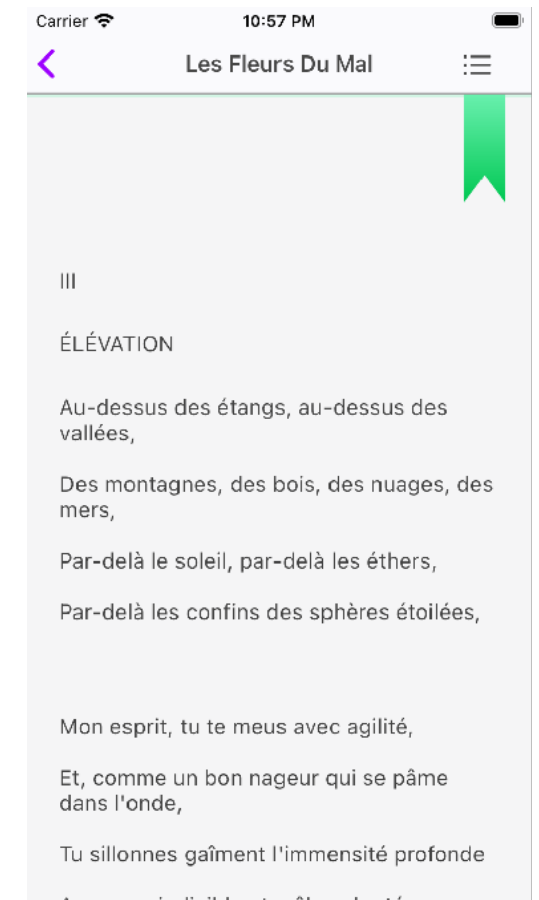 Carrier 10:57 PM
Les Fleurs Du Mal
III
ÉLÉVATION
Au-dessus des étangs, au-dessus des
vallées,
Des montagnes, des bois, des nuages, des
mers,
Par-delà le soleil, par-delà les éthers,
Par-delà les confins des sphères étoilées,
Mon esprit, tu te meus avec agilité,
Et, comme un bon nageur qui se pâme
dans l'onde,
Tu sillonnes gaîment l'immensité profonde